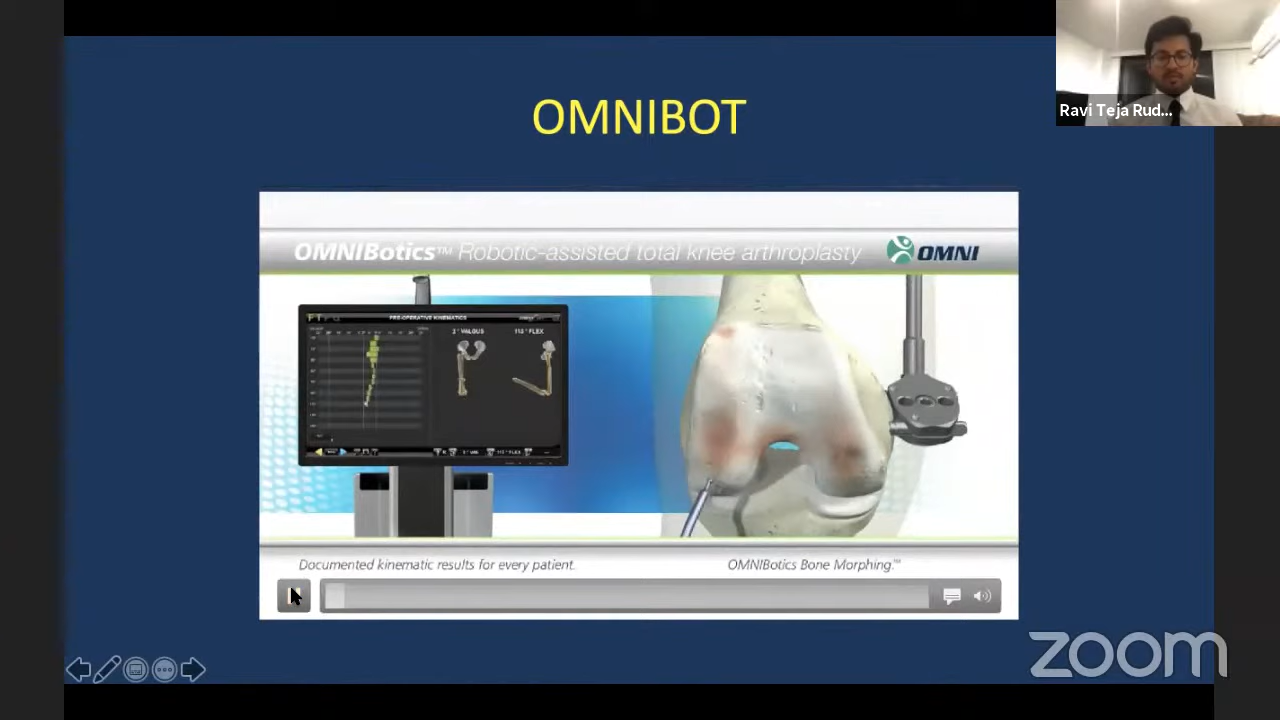 OMNIBOT
Ravi Teja Rud...
OMNIBotics™ Robotic-assisted total knee arthroplasty
OMNI
PRE-OPERATIVE KINEMATICS
2° VALGUS
110° FLEX
Documented kinematic results for every patient.
OMNIBotics Bone Morphing.™
zoom